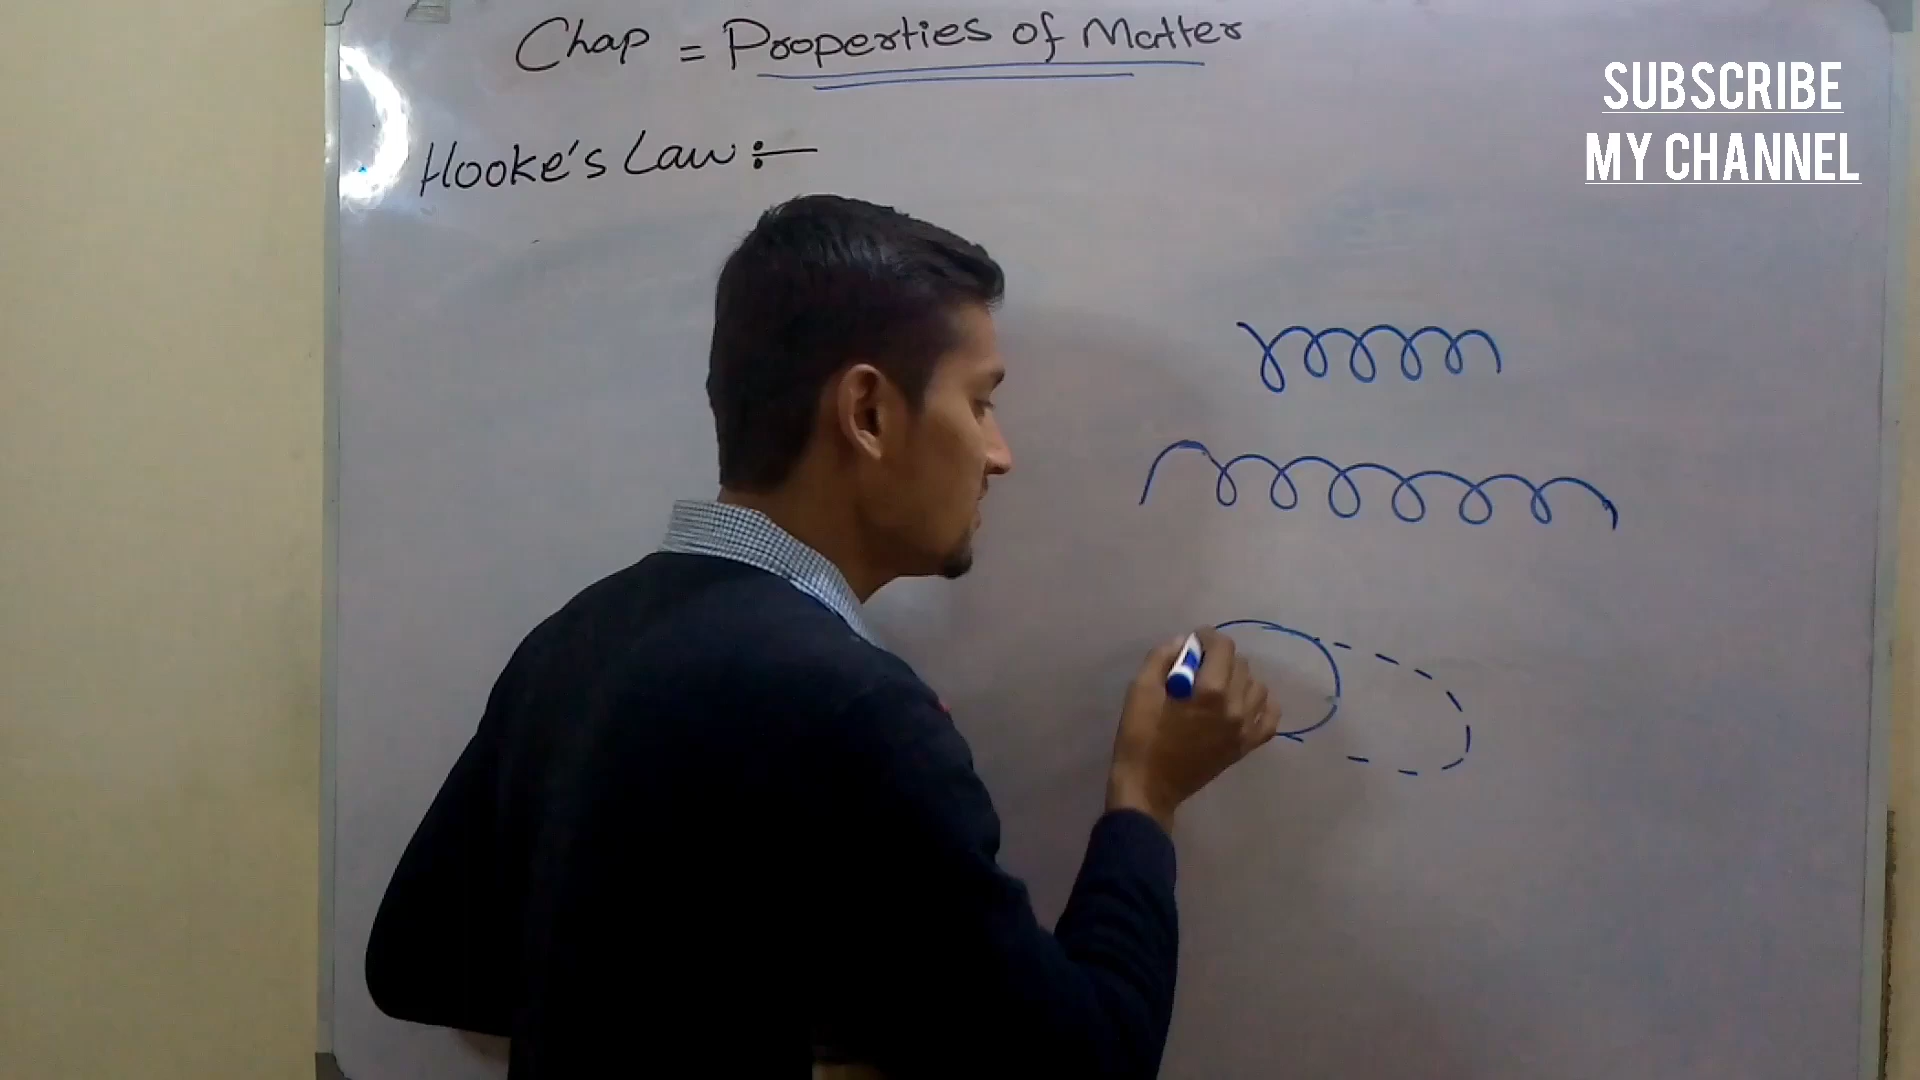 Chap = Properties of Matter
SUBSCRIBE
MY CHANNEL
Hooke's Law :-